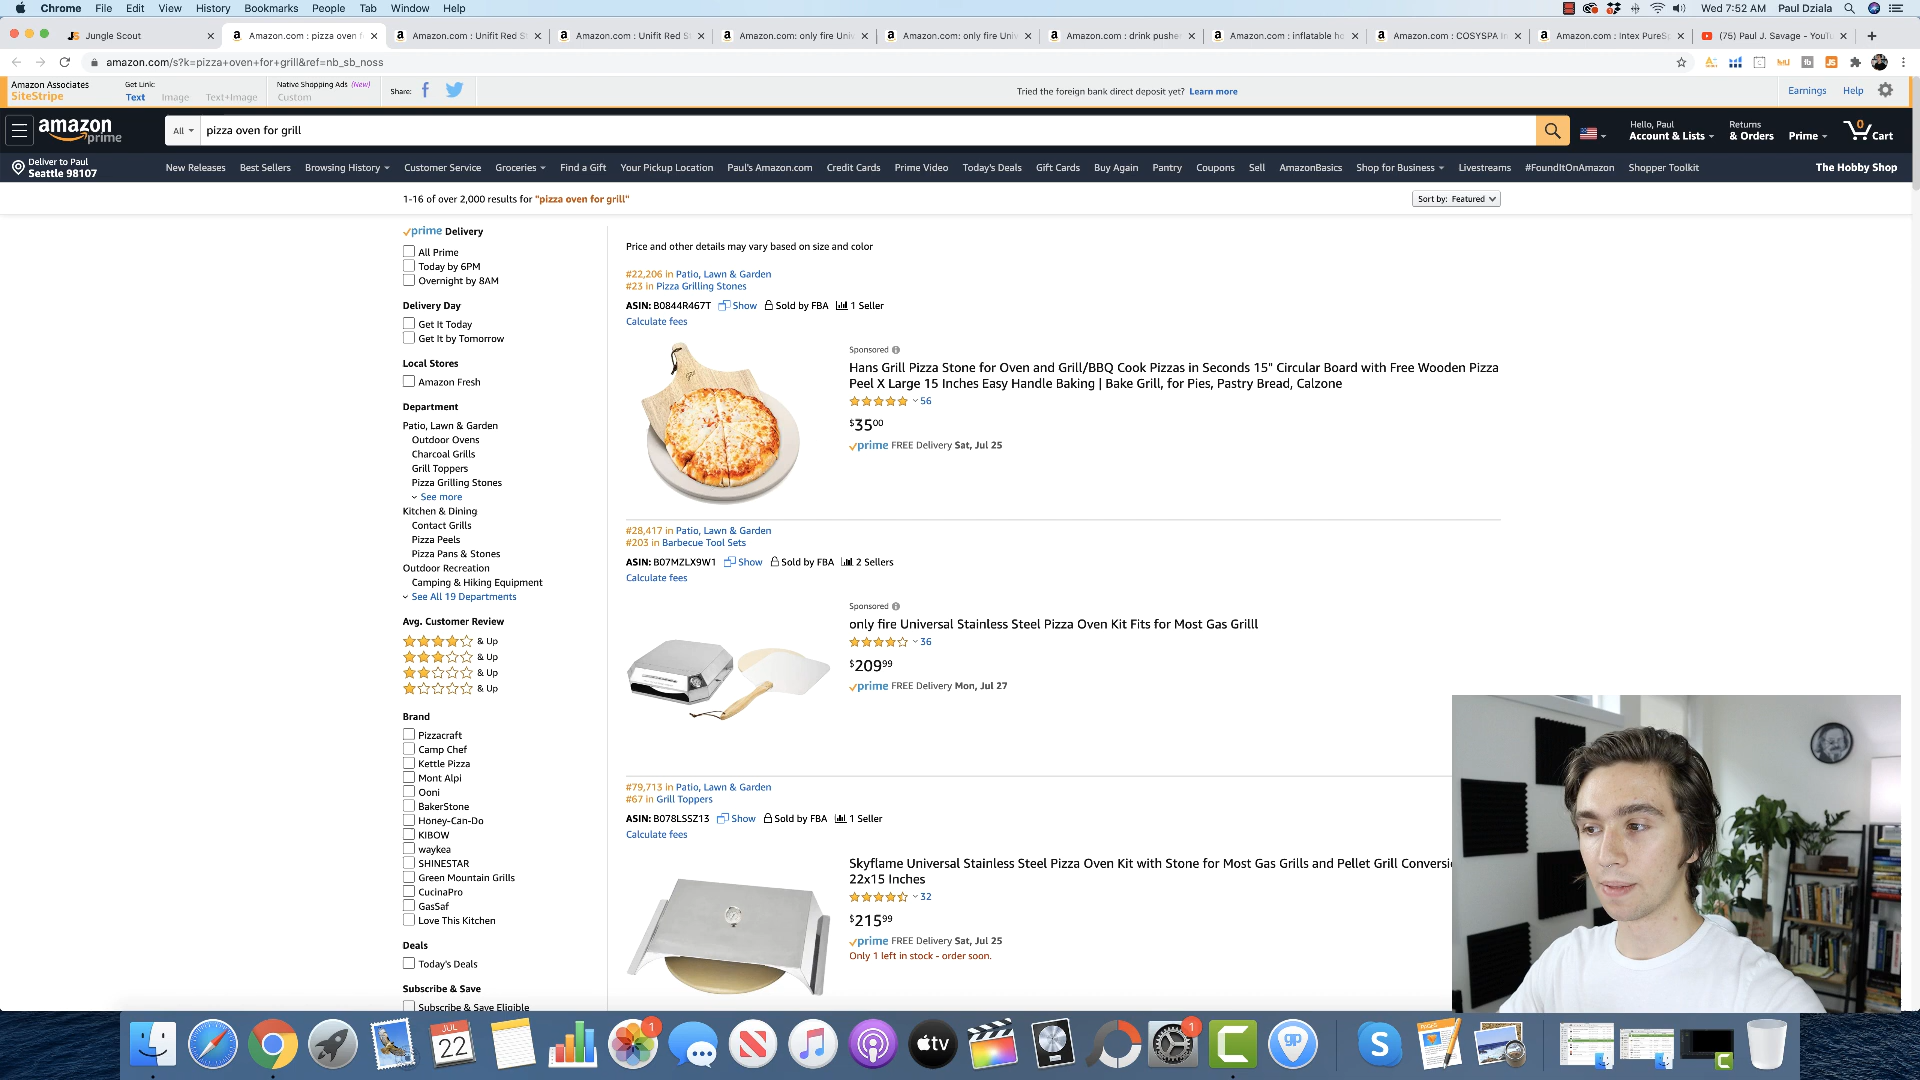 Chrome File Edit View History Bookmarks People Tab Window Help Wed 7:52 AM Paul Dziala
Jungle Scout Amazon.com : pizza oven f Amazon.com : Unifit Red S Amazon.com : Unifit Red S Amazon.com: only fire Uni Amazon.com: only fire Uni Amazon.com : drink pushe Amazon.com : inflatable h Amazon.com : COSYSPA In Amazon.com : Intex PureS (75) Paul J. Savage - YouT
amazon.com/s?k=pizza+oven+for+grill&ref=nb_sb_noss
Amazon Associates Get Link: Native Shopping Ads (New) Share:
SiteStripe Text Image Text+Image Custom
Tried the foreign bank direct deposit yet? Learn more
Earnings Help
amazon prime
All pizza oven for grill
Hello, Paul
Account & Lists
Returns
& Orders
Prime
0
Cart
Deliver to Paul
Seattle 98107
New Releases Best Sellers Browsing History Customer Service Groceries Find a Gift Your Pickup Location Paul's Amazon.com Credit Cards Prime Video Today's Deals Gift Cards Buy Again Pantry Coupons Sell AmazonBasics Shop for Business Livestreams #FoundItOnAmazon Shopper Toolkit
The Hobby Shop
1-16 of over 2,000 results for "pizza oven for grill"
Sort by: Featured
prime Delivery
All Prime
Today by 6PM
Overnight by 8AM
Delivery Day
Get It Today
Get It by Tomorrow
Local Stores
Amazon Fresh
Department
Patio, Lawn & Garden
Outdoor Ovens
Charcoal Grills
Grill Toppers
Pizza Grilling Stones
See more
Kitchen & Dining
Contact Grills
Pizza Peels
Pizza Pans & Stones
Outdoor Recreation
Camping & Hiking Equipment
See All 19 Departments
Avg. Customer Review
& Up
& Up
& Up
& Up
Brand
Pizzacraft
Camp Chef
Kettle Pizza
Mont Alpi
Ooni
BakerStone
Honey-Can-Do
KIBOW
waykea
SHINESTAR
Green Mountain Grills
CucinaPro
GasSaf
Love This Kitchen
Deals
Today's Deals
Subscribe & Save
Subscribe & Save Eligible
Price and other details may vary based on size and color
#22,206 in Patio, Lawn & Garden
#23 in Pizza Grilling Stones
ASIN: B0844R467T Show Sold by FBA 1 Seller
Calculate fees
Sponsored
Hans Grill Pizza Stone for Oven and Grill/BBQ Cook Pizzas in Seconds 15" Circular Board with Free Wooden Pizza
Peel X Large 15 Inches Easy Handle Baking | Bake Grill, for Pies, Pastry Bread, Calzone
56
$35 00
prime FREE Delivery Sat, Jul 25
#28,417 in Patio, Lawn & Garden
#203 in Barbecue Tool Sets
ASIN: B07MZLX9W1 Show Sold by FBA 2 Sellers
Calculate fees
Sponsored
only fire Universal Stainless Steel Pizza Oven Kit Fits for Most Gas Grilll
36
$209 99
prime FREE Delivery Mon, Jul 27
#79,713 in Patio, Lawn & Garden
#67 in Grill Toppers
ASIN: B078LSSZ13 Show Sold by FBA 1 Seller
Calculate fees
Skyflame Universal Stainless Steel Pizza Oven Kit with Stone for Most Gas Grills and Pellet Grill Conversi
22x15 Inches
32
$215 99
prime FREE Delivery Sat, Jul 25
Only 1 left in stock - order soon.
JUL
22
1
tv
1
gp
PAGES